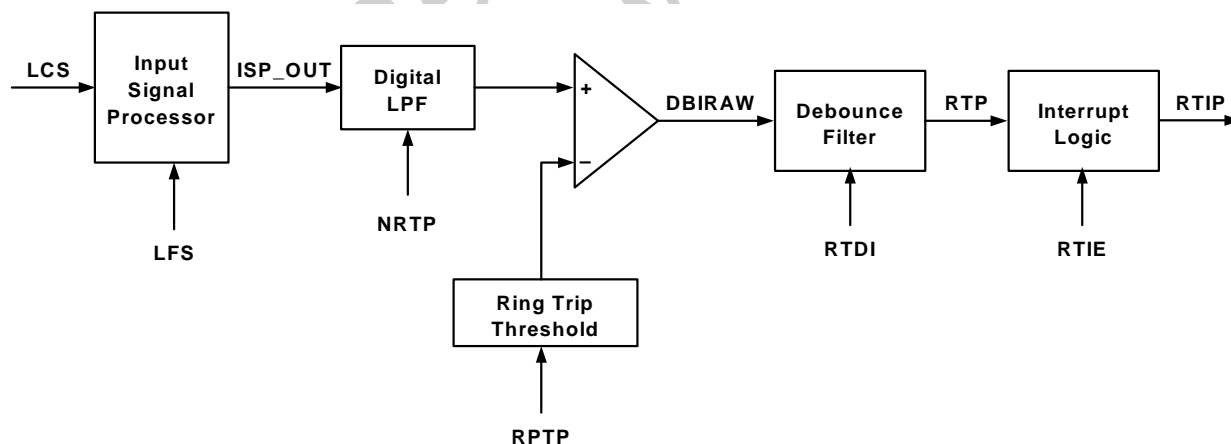 LCS
Input
Signal
Processor
ISP_OUT
Digital
LPF
+
−
DBIRAW
Debounce
Filter
RTP
Interrupt
Logic
RTIP
LFS
NRTP
RTDI
RTIE
Ring Trip
Threshold
RPTP